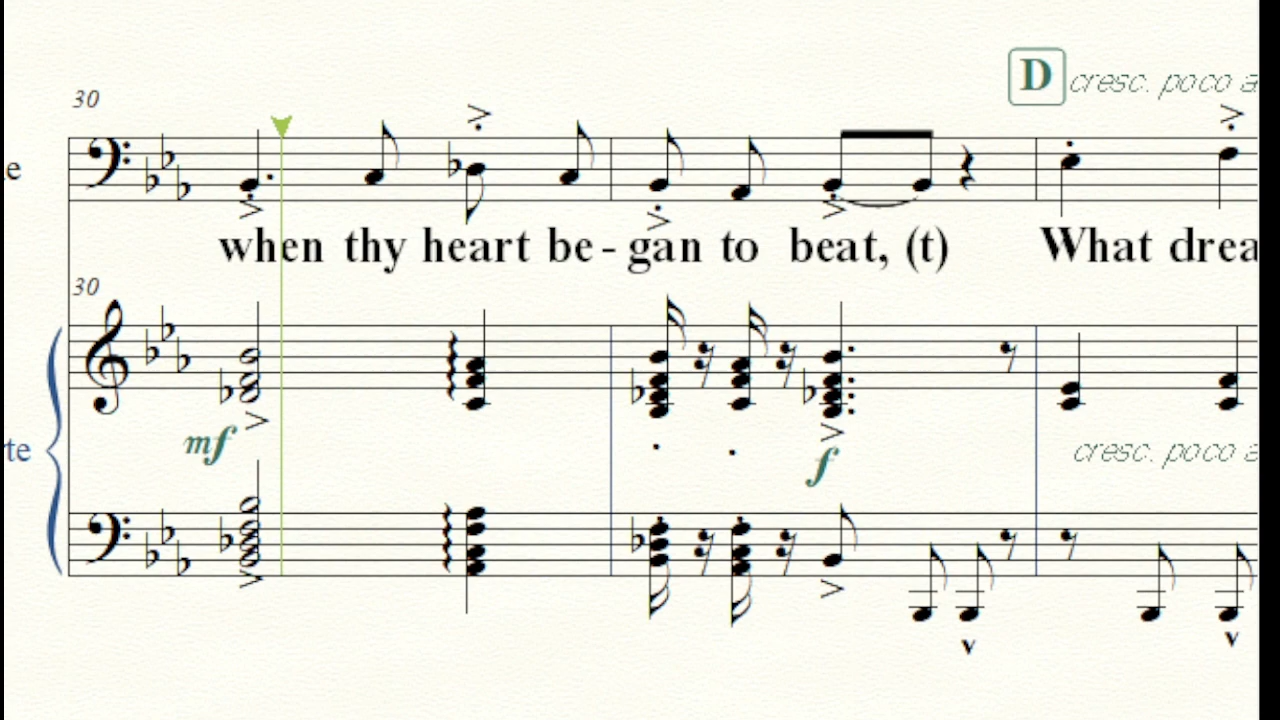 D cresc. poco a
30
e
when thy heart be - gan to beat, (t) What drea
30
mf
te
f
cresc. poco a